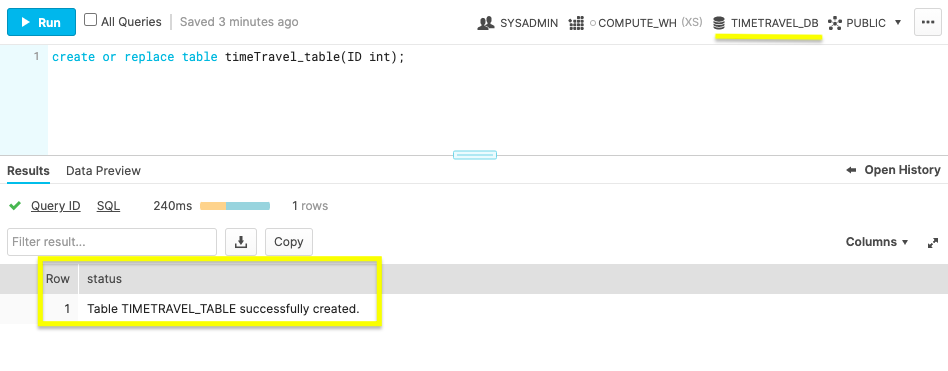 Run All Queries Saved 3 minutes ago SYSADMIN COMPUTE_WH (XS) TIMETRAVEL_DB PUBLIC
1 create or replace table timeTravel_table(ID int);
Results Data Preview Open History
Query ID SQL 240ms 1 rows
Filter result... Copy Columns
Row status
1 Table TIMETRAVEL_TABLE successfully created.